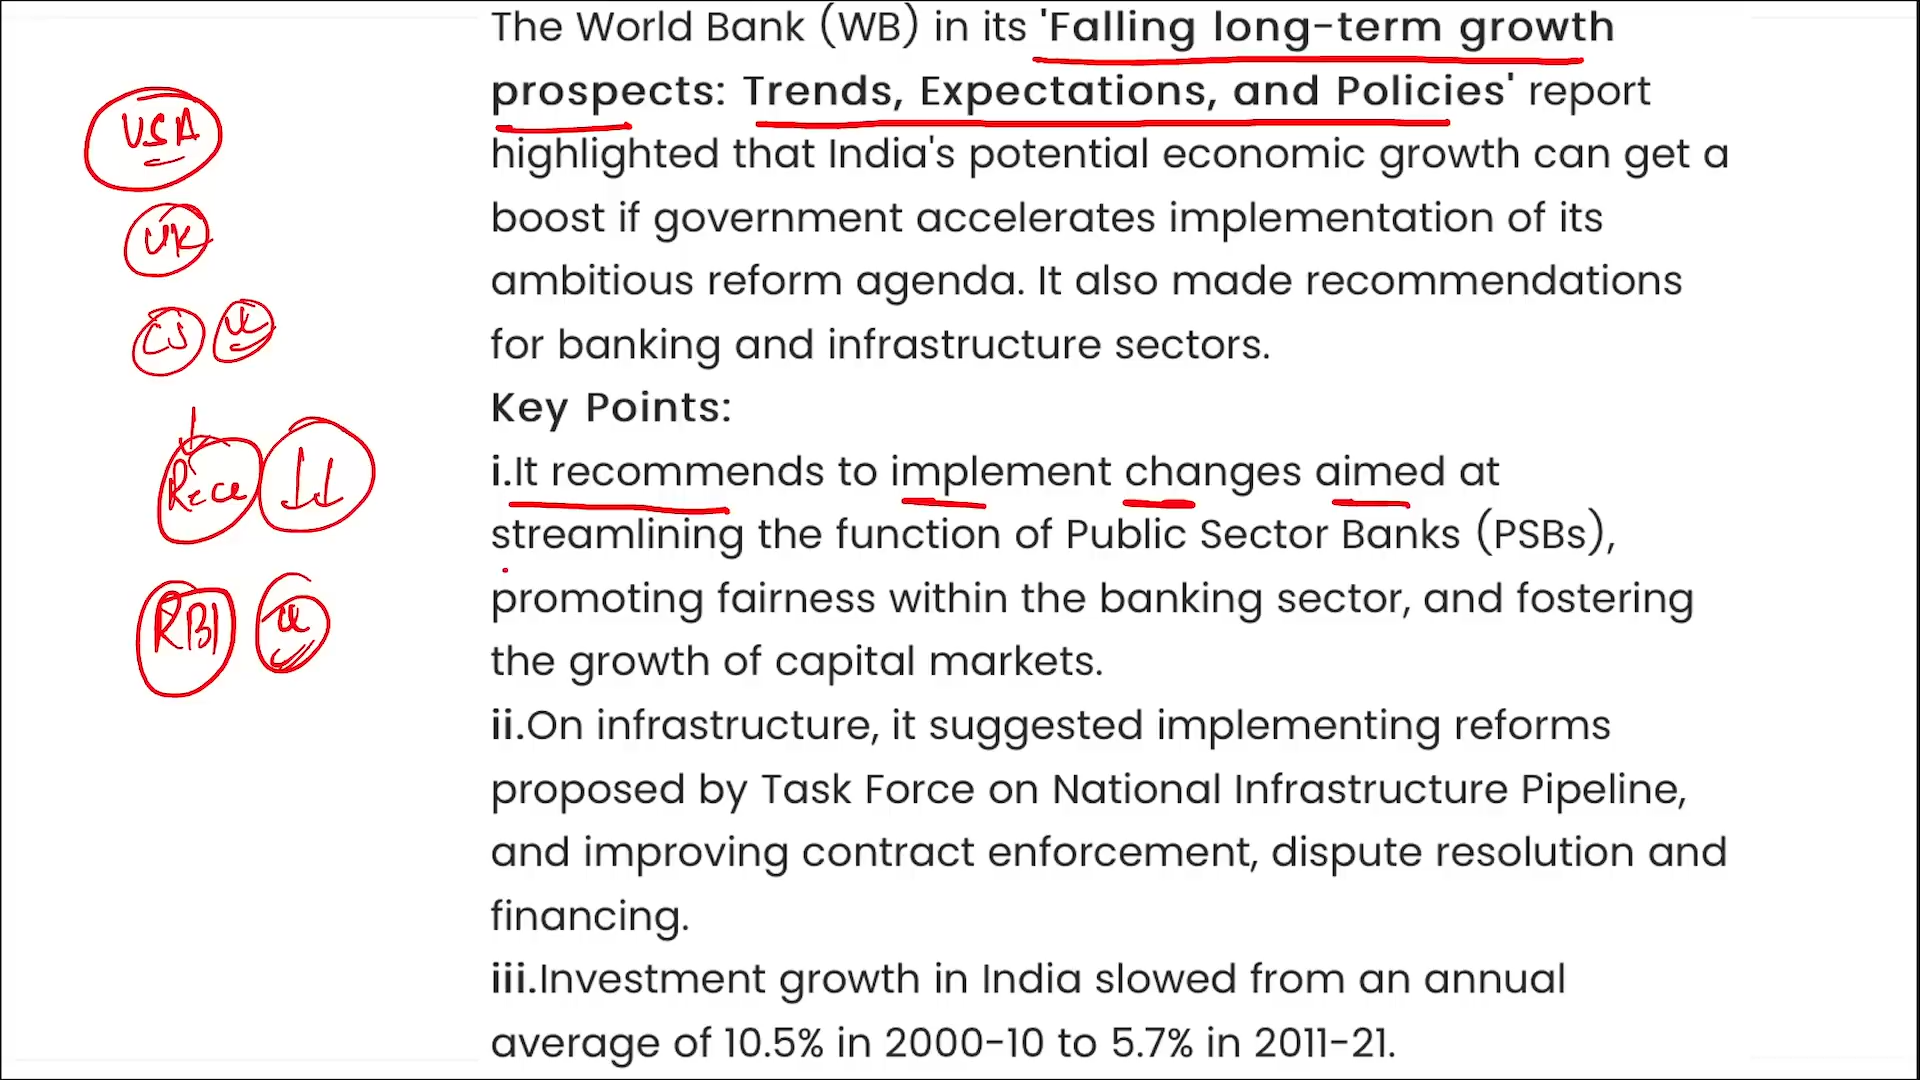 The World Bank (WB) in its 'Falling long-term growth
prospects: Trends, Expectations, and Policies' report
highlighted that India's potential economic growth can get a
boost if government accelerates implementation of its
ambitious reform agenda. It also made recommendations
for banking and infrastructure sectors.
Key Points:
i.It recommends to implement changes aimed at
streamlining the function of Public Sector Banks (PSBs),
promoting fairness within the banking sector, and fostering
the growth of capital markets.
ii.On infrastructure, it suggested implementing reforms
proposed by Task Force on National Infrastructure Pipeline,
and improving contract enforcement, dispute resolution and
financing.
iii.Investment growth in India slowed from an annual
average of 10.5% in 2000-10 to 5.7% in 2011-21.
USA
UK
Rece
RBI